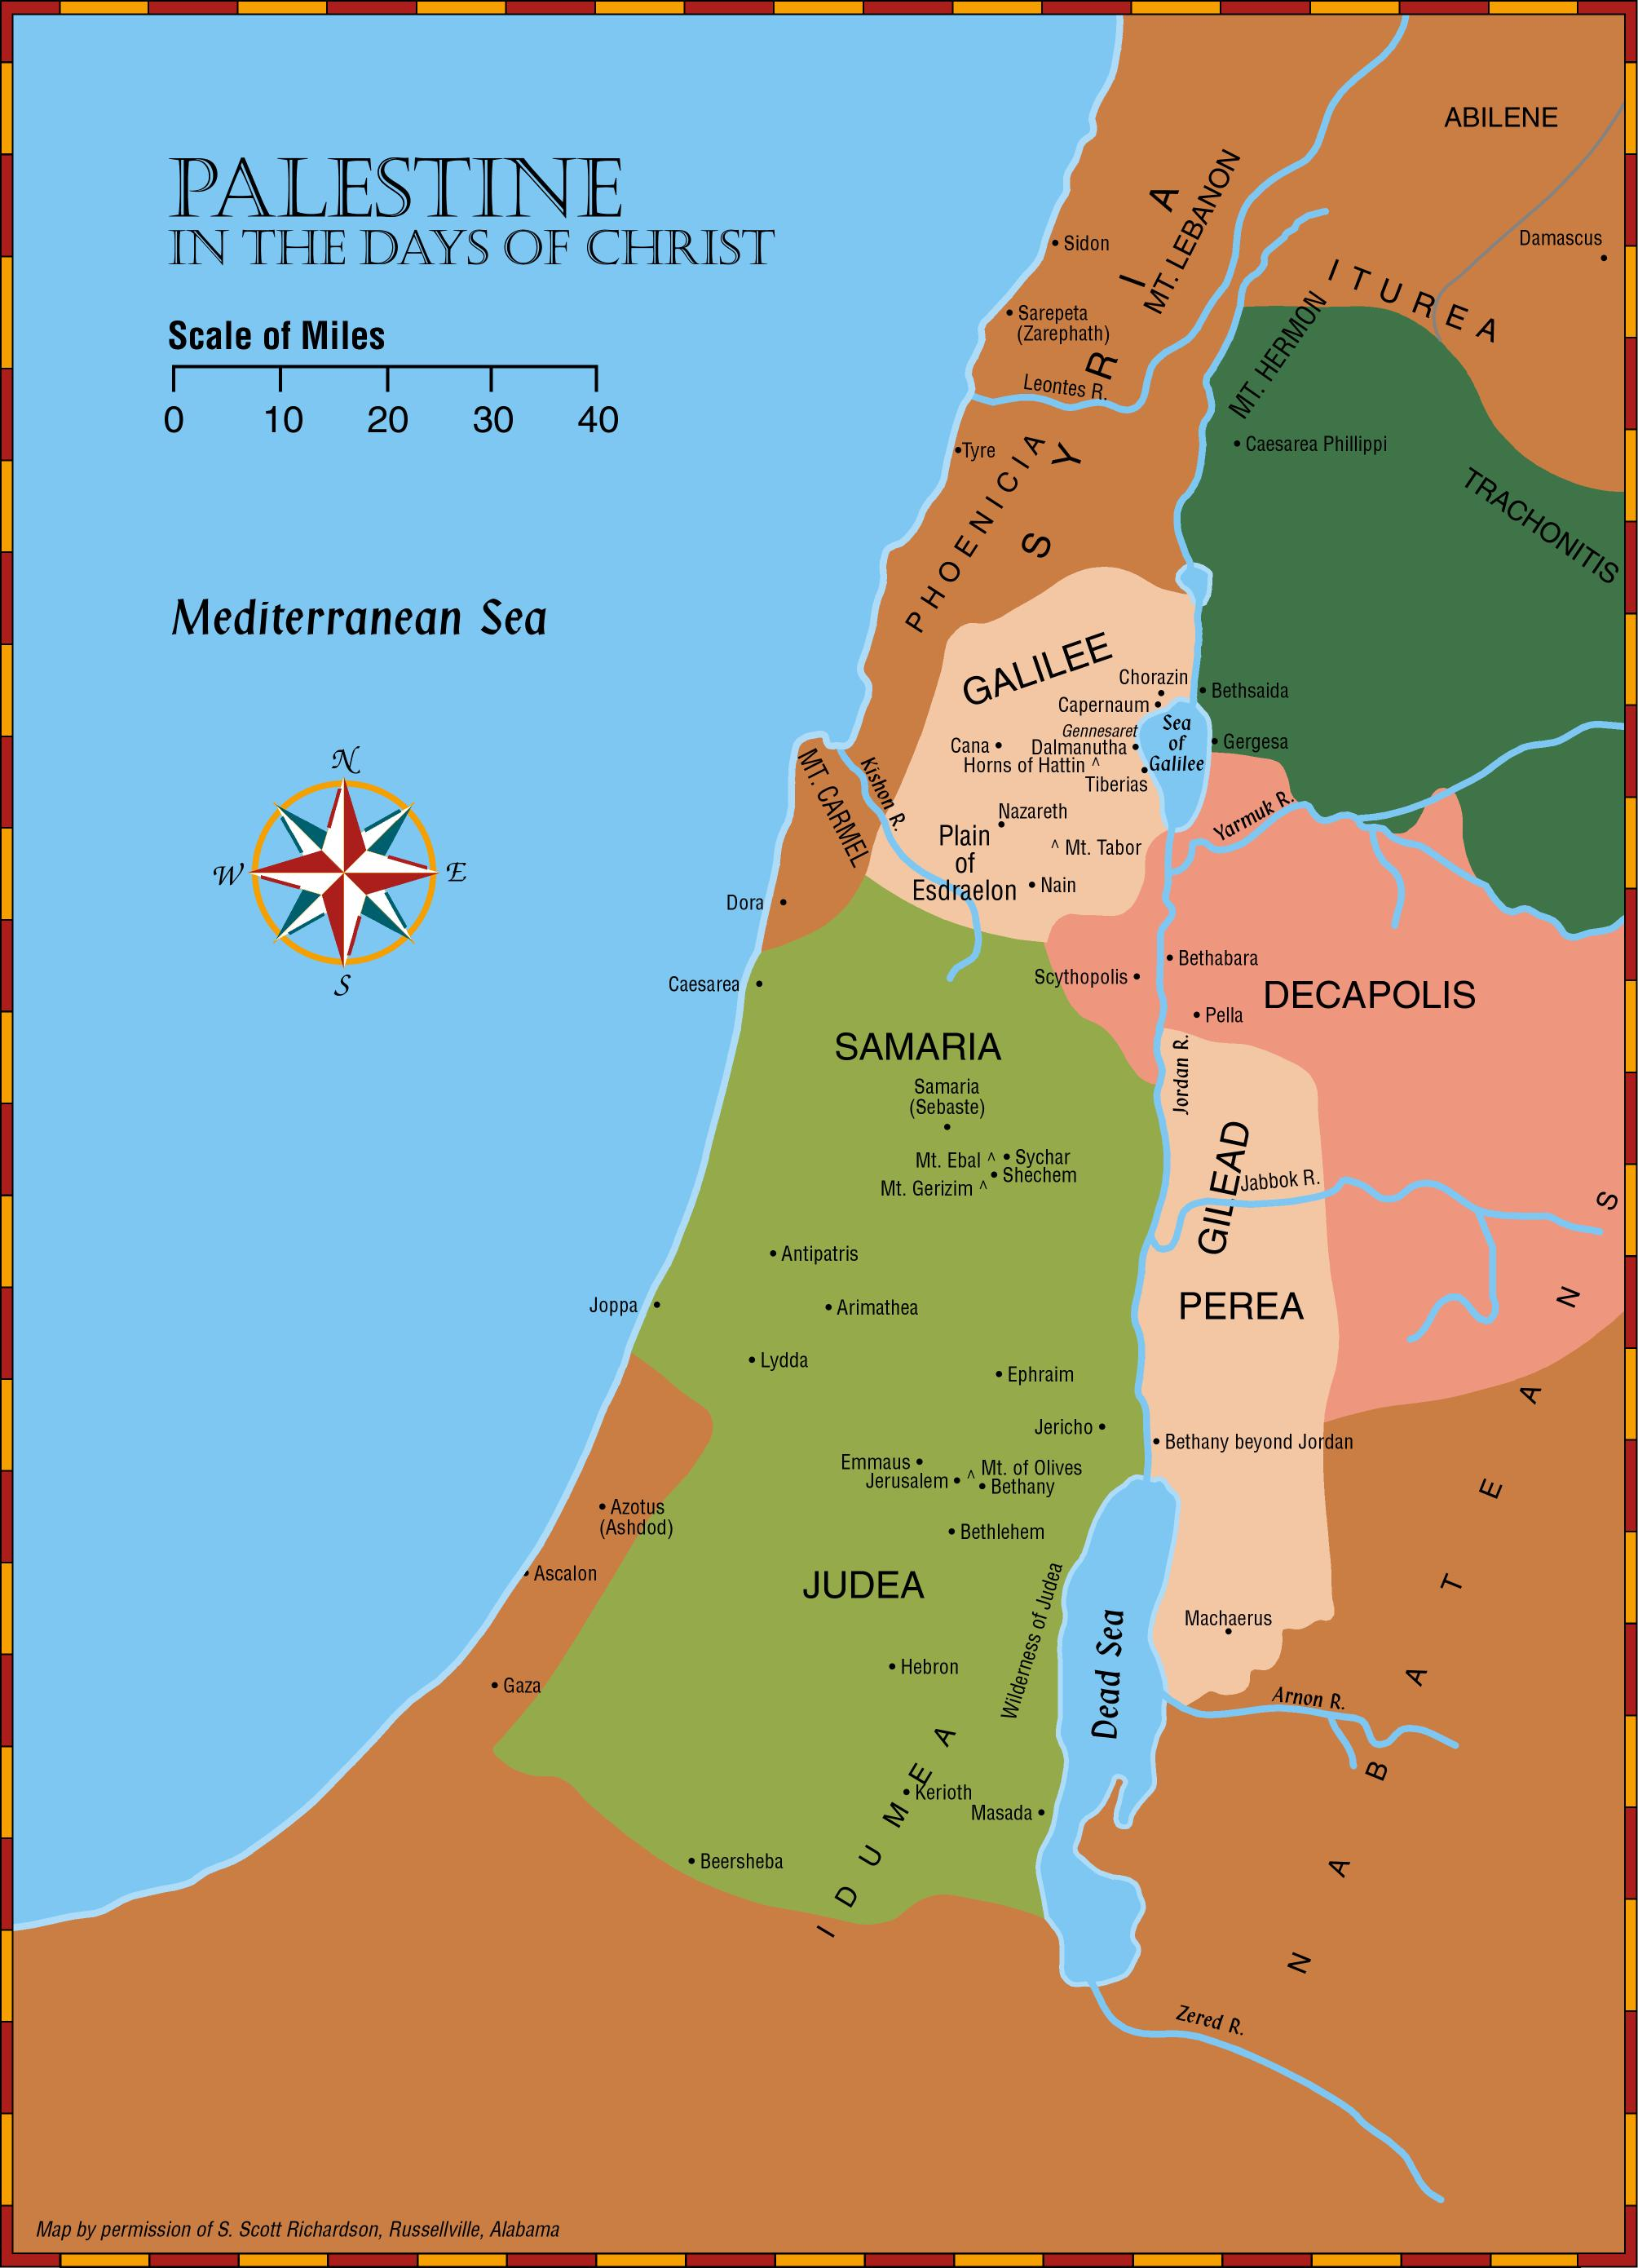 PALESTINE
IN THE DAYS OF CHRIST
Scale of Miles
0 10 20 30 40
Mediterranean Sea
N
W
E
S
ABILENE
Damascus
ITUREA
SYRIA
MT. LEBANON
Sidon
Sarepeta
(Zarephath)
Leontes R.
MT. HERMON
Caesarea Phillippi
Tyre
PHOENICIA
TRACHONITIS
GALILEE
Chorazin
Bethsaida
Capernaum
Gennesaret
Sea
of
Galilee
Gergesa
Cana
Dalmanutha
Horns of Hattin ^
Tiberias
MT. CARMEL
Kishon R.
Nazareth
Yarmuk R.
Plain
of
Esdraelon
^ Mt. Tabor
Nain
Dora
Caesarea
Bethabara
Scythopolis
DECAPOLIS
Pella
Jordan R.
SAMARIA
Samaria
(Sebaste)
Mt. Ebal ^
Sychar
Shechem
Mt. Gerizim ^
GILEAD
Jabbok R.
Antipatris
Joppa
Arimathea
PEREA
Lydda
Ephraim
Jericho
Bethany beyond Jordan
Emmaus
^ Mt. of Olives
Jerusalem
Bethany
Azotus
(Ashdod)
Bethlehem
Ascalon
JUDEA
Wilderness of Judea
Dead Sea
Machaerus
Hebron
Gaza
Arnon R.
NABATEANS
IDUMEA
Kerioth
Masada
Beersheba
Zered R.
Map by permission of S. Scott Richardson, Russellville, Alabama